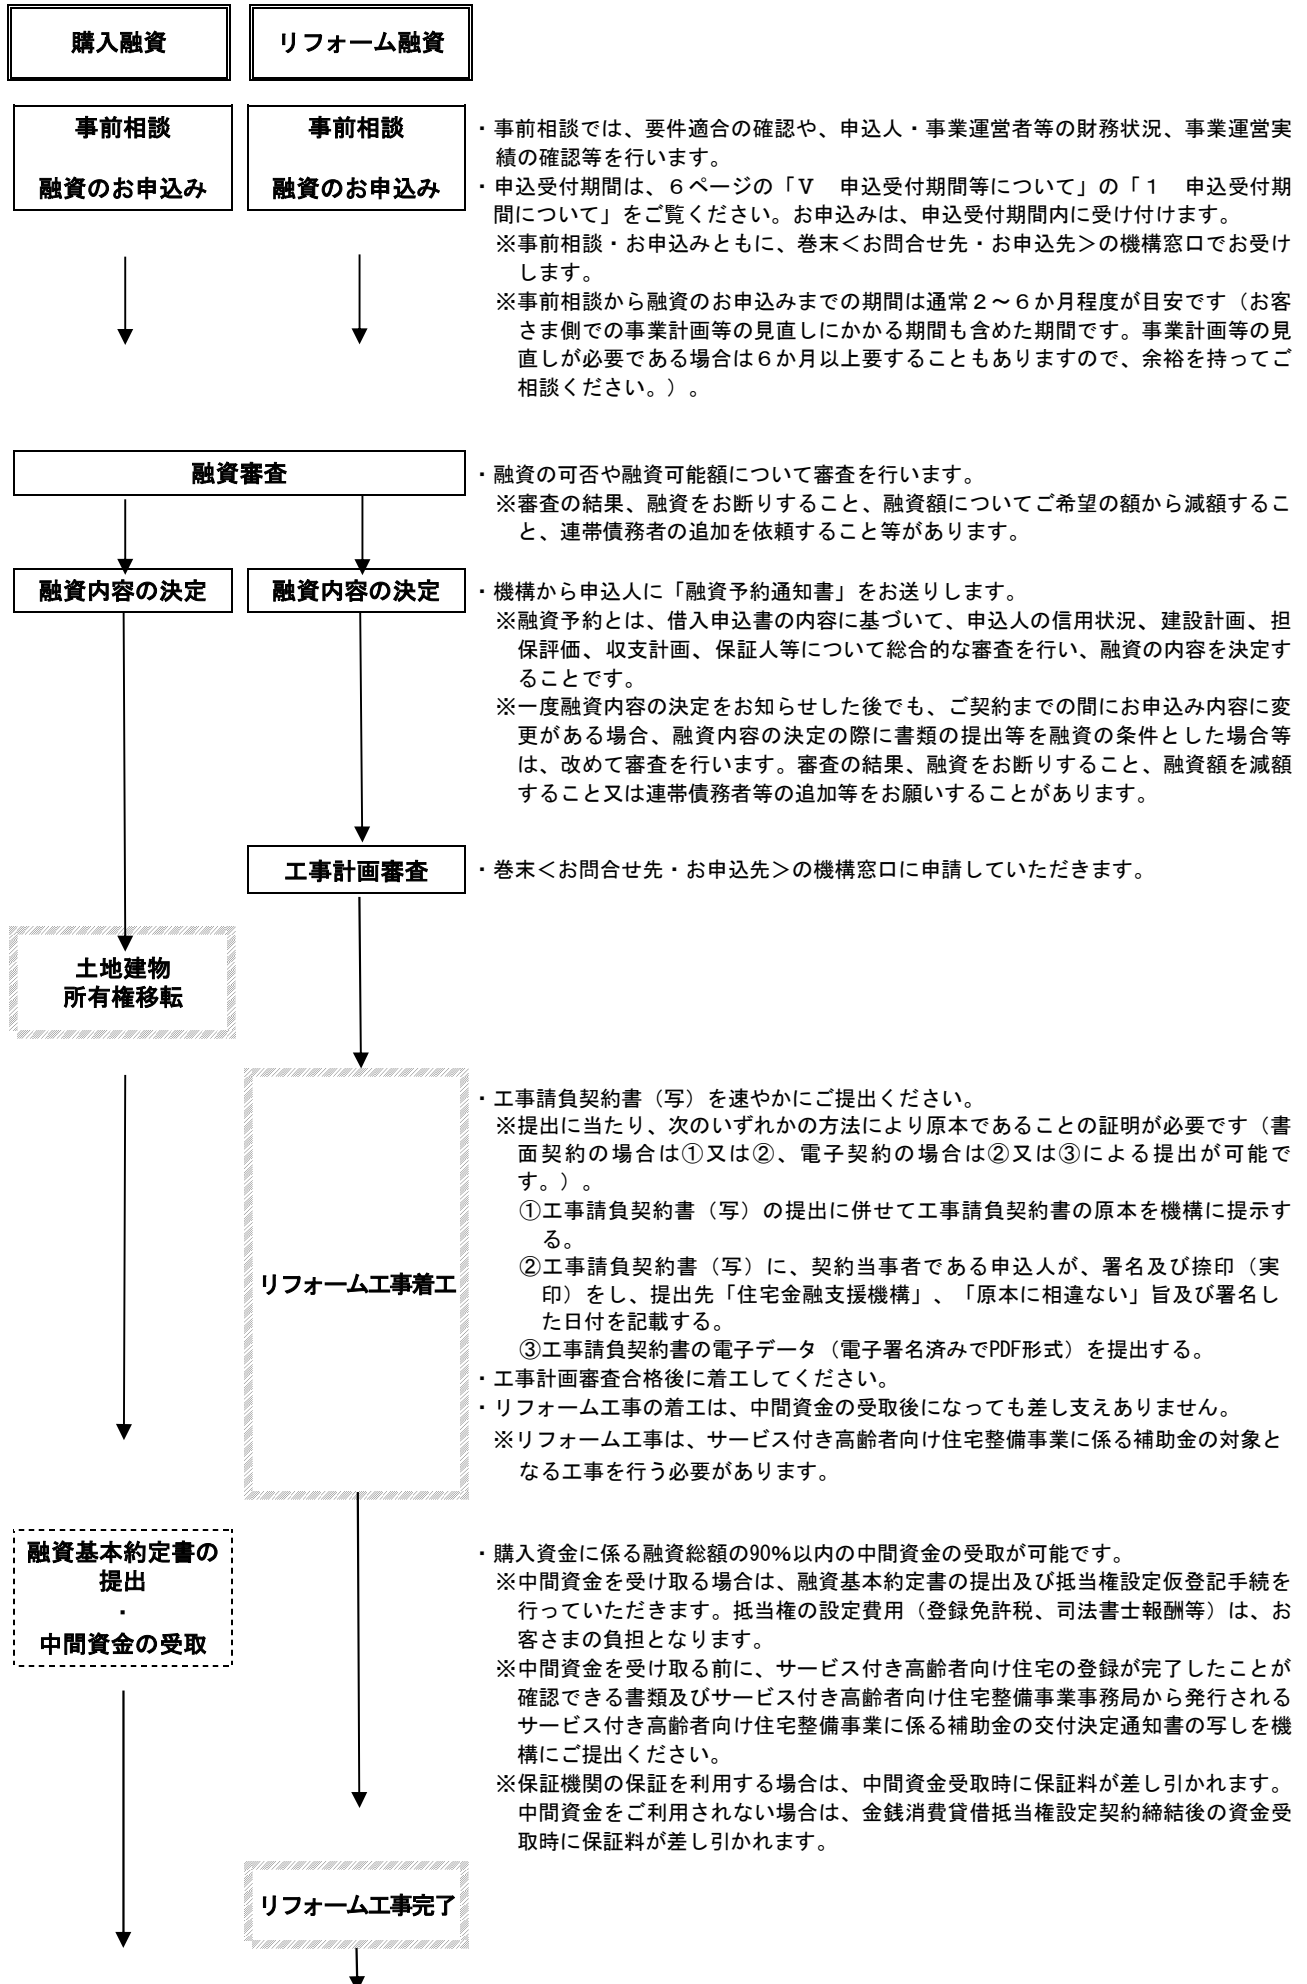 購入融資
リフォーム融資
事前相談
融資のお申込み
事前相談
融資のお申込み
・事前相談では、要件適合の確認や、申込人・事業運営者等の財務状況、事業運営実
績の確認等を行います。
・申込受付期間は、６ページの「Ⅴ　申込受付期間等について」の「１　申込受付期
間について」をご覧ください。お申込みは、申込受付期間内に受け付けます。
※事前相談・お申込みともに、巻末＜お問合せ先・お申込先＞の機構窓口でお受け
します。
※事前相談から融資のお申込みまでの期間は通常２～６か月程度が目安です（お客
さま側での事業計画等の見直しにかかる期間も含めた期間です。事業計画等の見
直しが必要である場合は６か月以上要することもありますので、余裕を持ってご
相談ください。）。
融資審査
・融資の可否や融資可能額について審査を行います。
※審査の結果、融資をお断りすること、融資額についてご希望の額から減額するこ
と、連帯債務者の追加を依頼すること等があります。
融資内容の決定
融資内容の決定
・機構から申込人に「融資予約通知書」をお送りします。
※融資予約とは、借入申込書の内容に基づいて、申込人の信用状況、建設計画、担
保評価、収支計画、保証人等について総合的な審査を行い、融資の内容を決定す
ることです。
※一度融資内容の決定をお知らせした後でも、ご契約までの間にお申込み内容に変
更がある場合、融資内容の決定の際に書類の提出等を融資の条件とした場合等
は、改めて審査を行います。審査の結果、融資をお断りすること、融資額を減額
すること又は連帯債務者等の追加等をお願いすることがあります。
工事計画審査
・巻末＜お問合せ先・お申込先＞の機構窓口に申請していただきます。
土地建物
所有権移転
リフォーム工事着工
・工事請負契約書（写）を速やかにご提出ください。
※提出に当たり、次のいずれかの方法により原本であることの証明が必要です（書
面契約の場合は①又は②、電子契約の場合は②又は③による提出が可能で
す。）。
①工事請負契約書（写）の提出に併せて工事請負契約書の原本を機構に提示す
る。
②工事請負契約書（写）に、契約当事者である申込人が、署名及び捺印（実
印）をし、提出先「住宅金融支援機構」、「原本に相違ない」旨及び署名し
た日付を記載する。
③工事請負契約書の電子データ（電子署名済みでPDF形式）を提出する。
・工事計画審査合格後に着工してください。
・リフォーム工事の着工は、中間資金の受取後になっても差し支えありません。
※リフォーム工事は、サービス付き高齢者向け住宅整備事業に係る補助金の対象と
なる工事を行う必要があります。
融資基本約定書の
提出
・
中間資金の受取
・購入資金に係る融資総額の90％以内の中間資金の受取が可能です。
※中間資金を受け取る場合は、融資基本約定書の提出及び抵当権設定仮登記手続を
行っていただきます。抵当権の設定費用（登録免許税、司法書士報酬等）は、お
客さまの負担となります。
※中間資金を受け取る前に、サービス付き高齢者向け住宅の登録が完了したことが
確認できる書類及びサービス付き高齢者向け住宅整備事業事務局から発行される
サービス付き高齢者向け住宅整備事業に係る補助金の交付決定通知書の写しを機
構にご提出ください。
※保証機関の保証を利用する場合は、中間資金受取時に保証料が差し引かれます。
中間資金をご利用されない場合は、金銭消費貸借抵当権設定契約締結後の資金受
取時に保証料が差し引かれます。
リフォーム工事完了